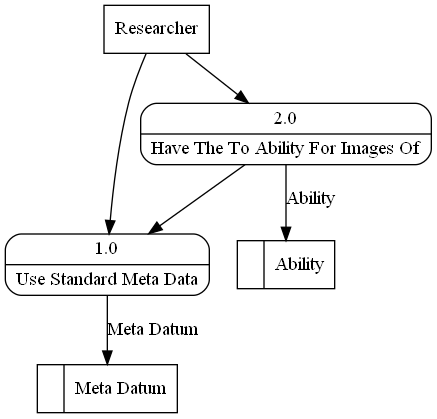 Researcher
2.0
Have The To Ability For Images Of
Ability
1.0
Use Standard Meta Data
Ability
Meta Datum
Meta Datum